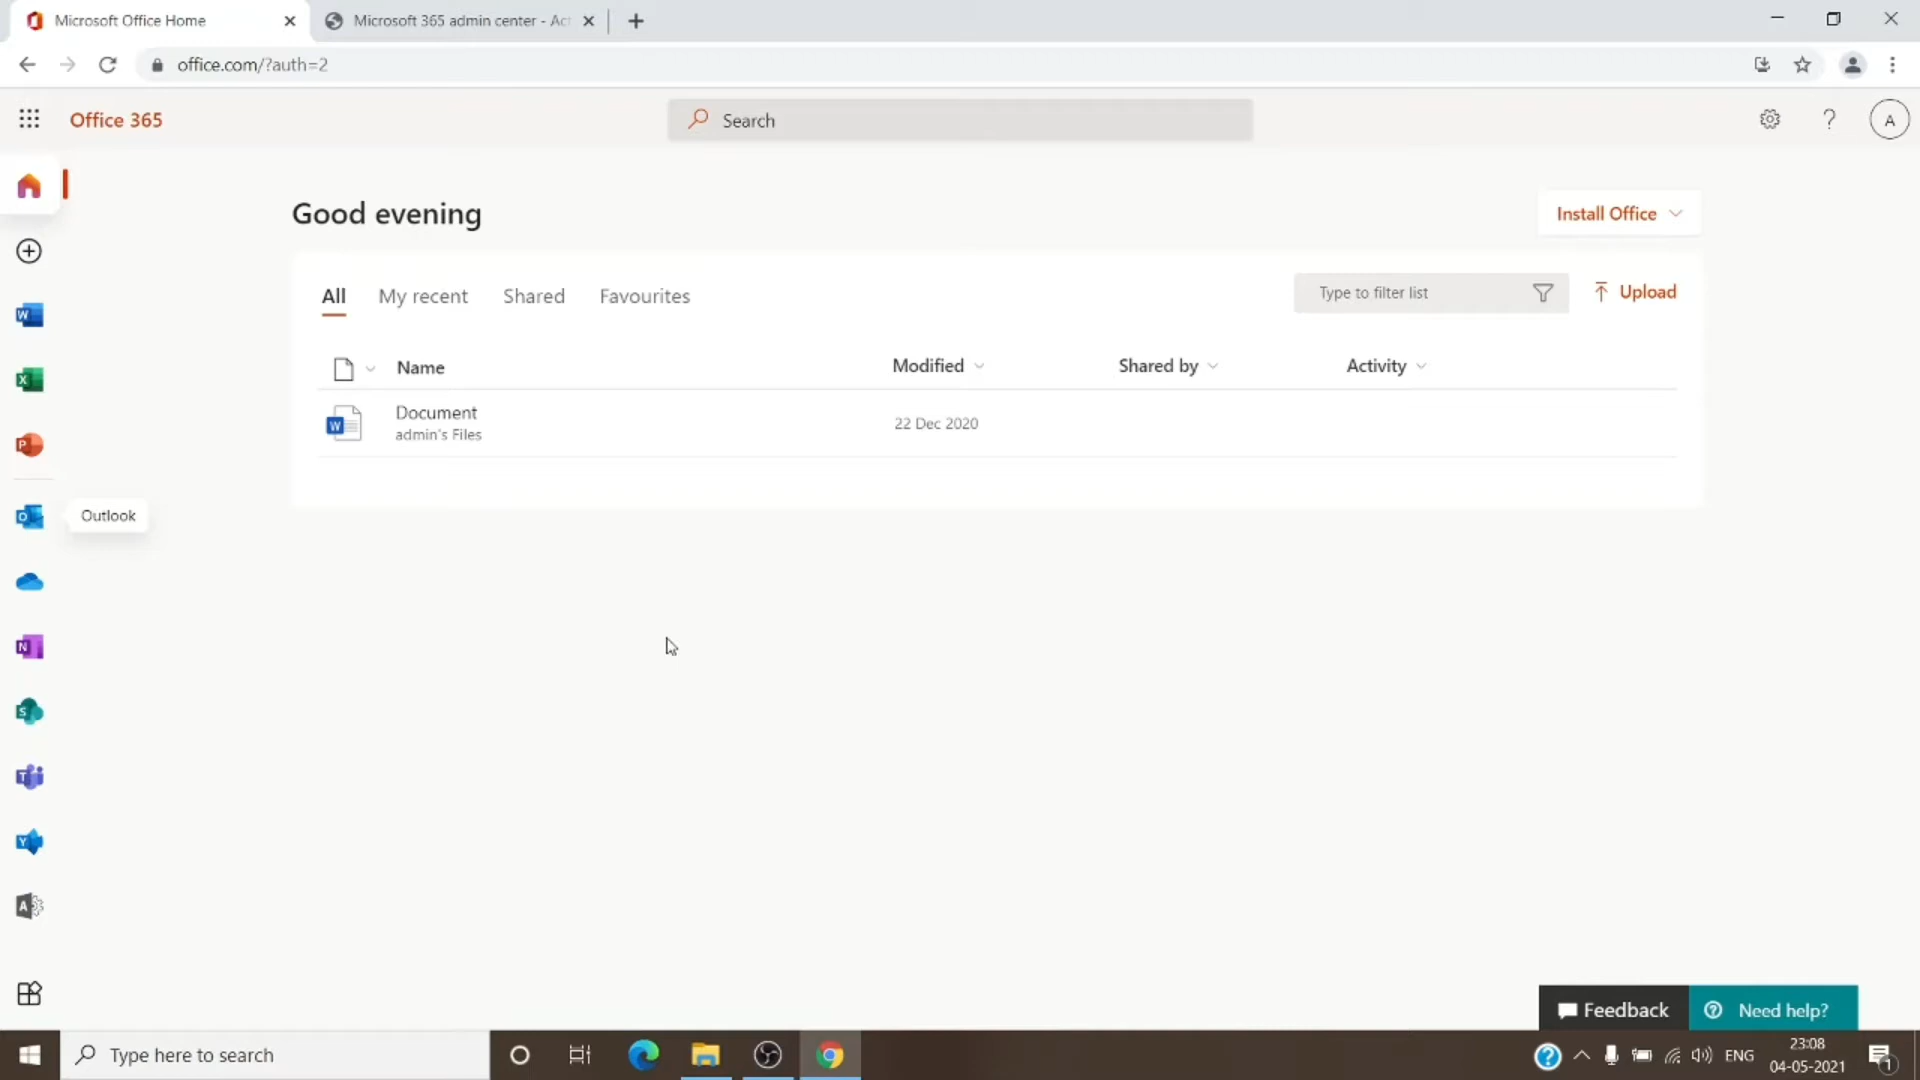 Microsoft Office Home
Microsoft 365 admin center - Act
office.com/?auth=2
Office 365
Search
A
Good evening
Install Office
All
My recent
Shared
Favourites
Type to filter list
Upload
Name
Modified
Shared by
Activity
Document
admin's Files
22 Dec 2020
Outlook
Feedback
Need help?
Type here to search
ENG
23:08
04-05-2021
1